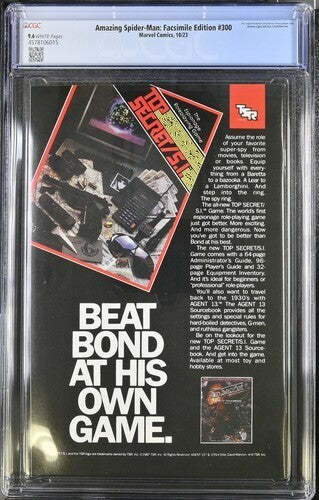 CGC
Amazing Spider-Man: Facsimile Edition #300
Marvel Comics, 10/23
9.6 WHITE Pages
4578106015
TOP
SECRET/S.I.
The
Espionage
Roleplaying Game
TSR
Assume the role
of your favorite
super-spy from
movies, television
or books. Equip
yourself with every-
thing from a Baretta
to a bazooka. A Lear to
a Lamborghini. And
step into the ring.
The spy ring.
The all-new TOP SECRET/
S.I.™ Game. The world's first
espionage role-playing game
just got better. More exciting.
And more dangerous. Now
you've got to be better than
Bond at his best.
The new TOP SECRET/S.I.
Game comes with a 64-page
Administrator's Guide, 96-
page Player's Guide and 32-
page Equipment Inventory.
And it's ideal for beginners or
"professional" role-players.
You'll also want to travel
back to the 1930's with
AGENT 13.™ The AGENT 13
Sourcebook provides all the
settings and special rules for
hard-boiled detectives, G-men,
and ruthless gangsters.
Be on the lookout for the
new TOP SECRET/S.I. Game
and the AGENT 13 Source-
book. And get into the game.
Available at most toy and
hobby stores.
BEAT
BOND
AT HIS
OWN
GAME.